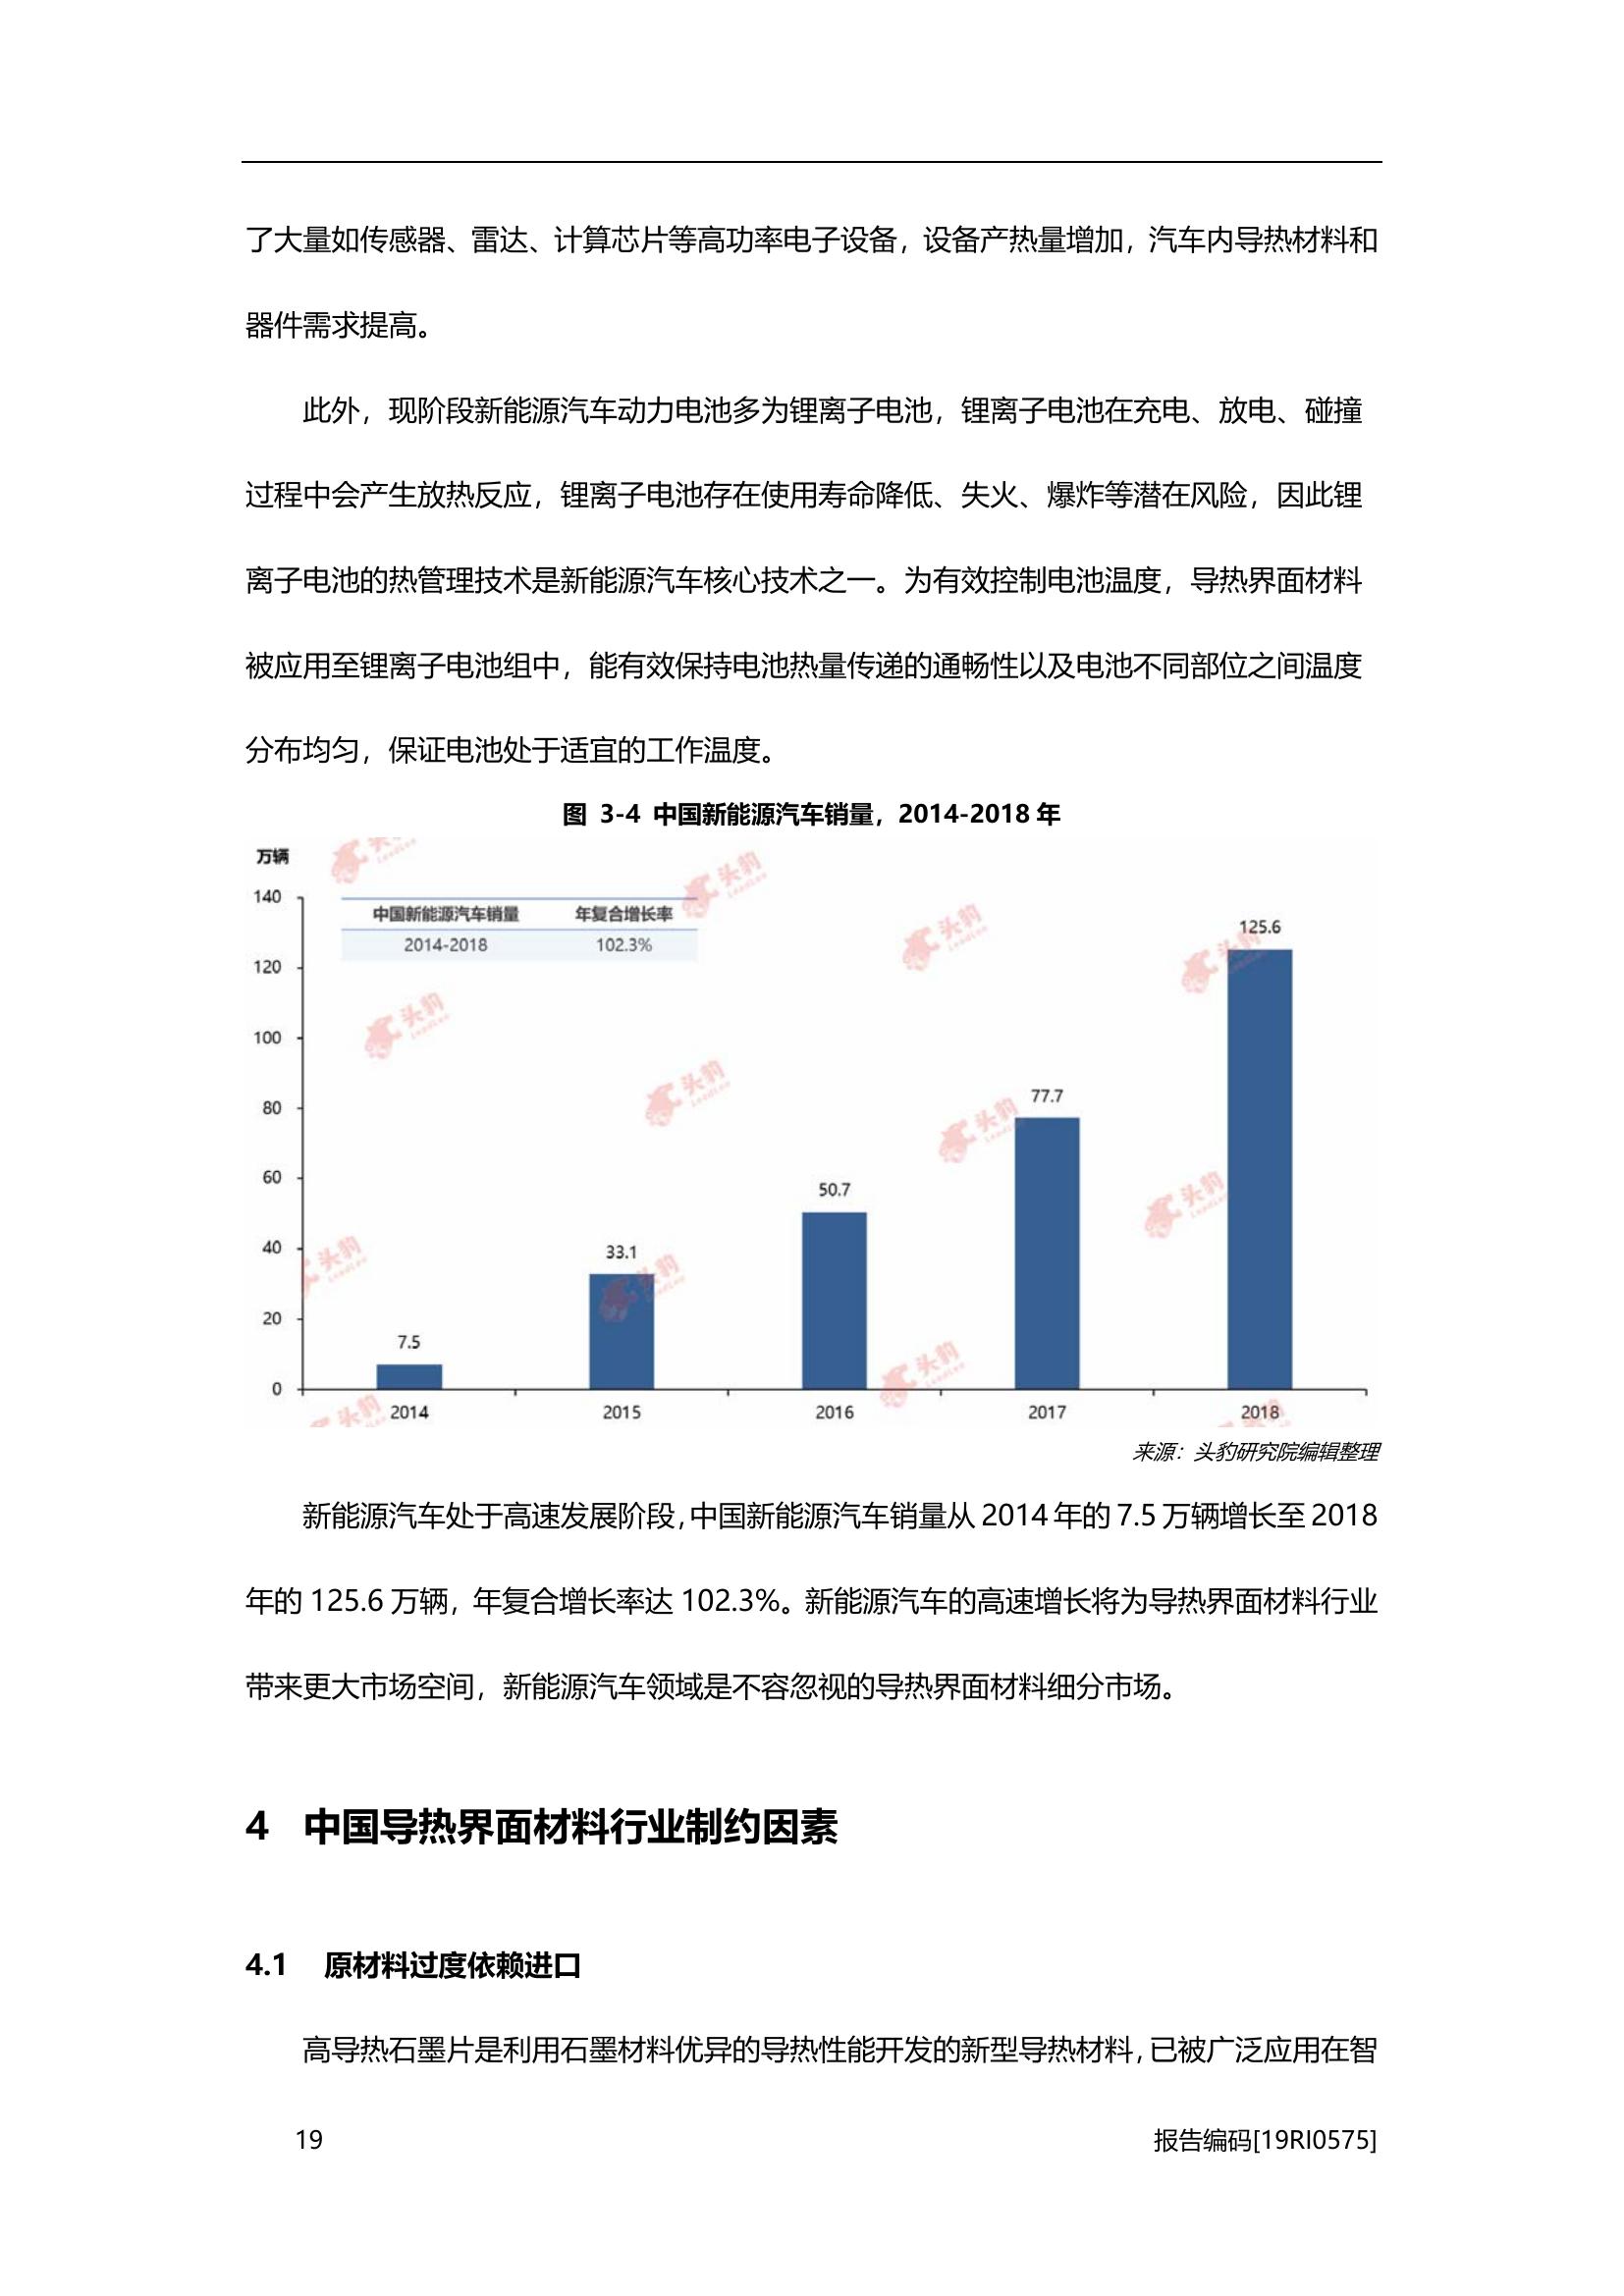 了大量如传感器、雷达、计算芯片等高功率电子设备，设备产热量增加，汽车内导热材料和
器件需求提高。
此外，现阶段新能源汽车动力电池多为锂离子电池，锂离子电池在充电、放电、碰撞
过程中会产生放热反应，锂离子电池存在使用寿命降低、失火、爆炸等潜在风险，因此锂
离子电池的热管理技术是新能源汽车核心技术之一。为有效控制电池温度，导热界面材料
被应用至锂离子电池组中，能有效保持电池热量传递的通畅性以及电池不同部位之间温度
分布均匀，保证电池处于适宜的工作温度。
图 3-4 中国新能源汽车销量，2014-2018 年
万辆
140
120
100
80
60
40
20
0
中国新能源汽车销量 年复合增长率
2014-2018 102.3%
7.5
33.1
50.7
77.7
125.6
2014 2015 2016 2017 2018
头豹
LeadLeo
来源：头豹研究院编辑整理
新能源汽车处于高速发展阶段，中国新能源汽车销量从 2014 年的 7.5 万辆增长至 2018
年的 125.6 万辆，年复合增长率达 102.3%。新能源汽车的高速增长将为导热界面材料行业
带来更大市场空间，新能源汽车领域是不容忽视的导热界面材料细分市场。
4 中国导热界面材料行业制约因素
4.1 原材料过度依赖进口
高导热石墨片是利用石墨材料优异的导热性能开发的新型导热材料，已被广泛应用在智
19
报告编码[19RI0575]